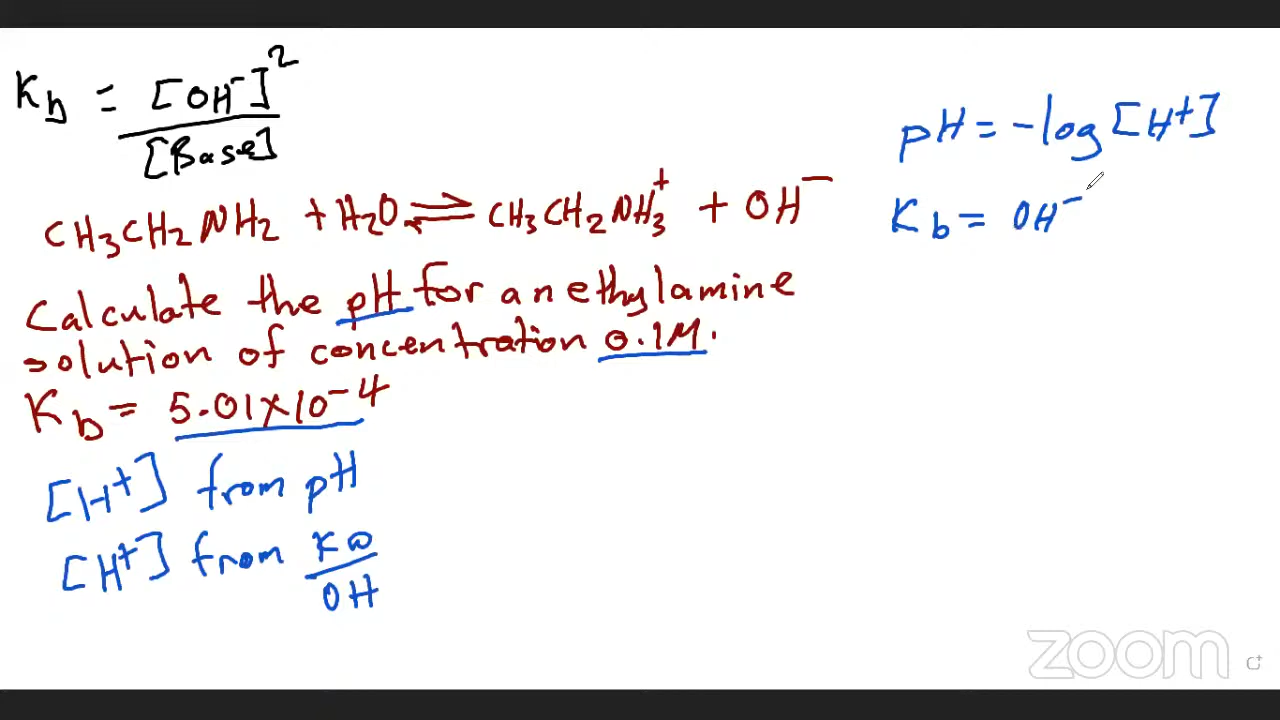 Kb = [OH-]²
[Base]
CH3CH2NH2 + H2O ⇌ CH3CH2NH3+ + OH-
Calculate the pH for an ethylamine
solution of concentration 0.1M.
Kb = 5.01×10-4
[H+] from pH
[H+] from Kw
OH
pH = -log[H+]
Kb = OH-
zoom